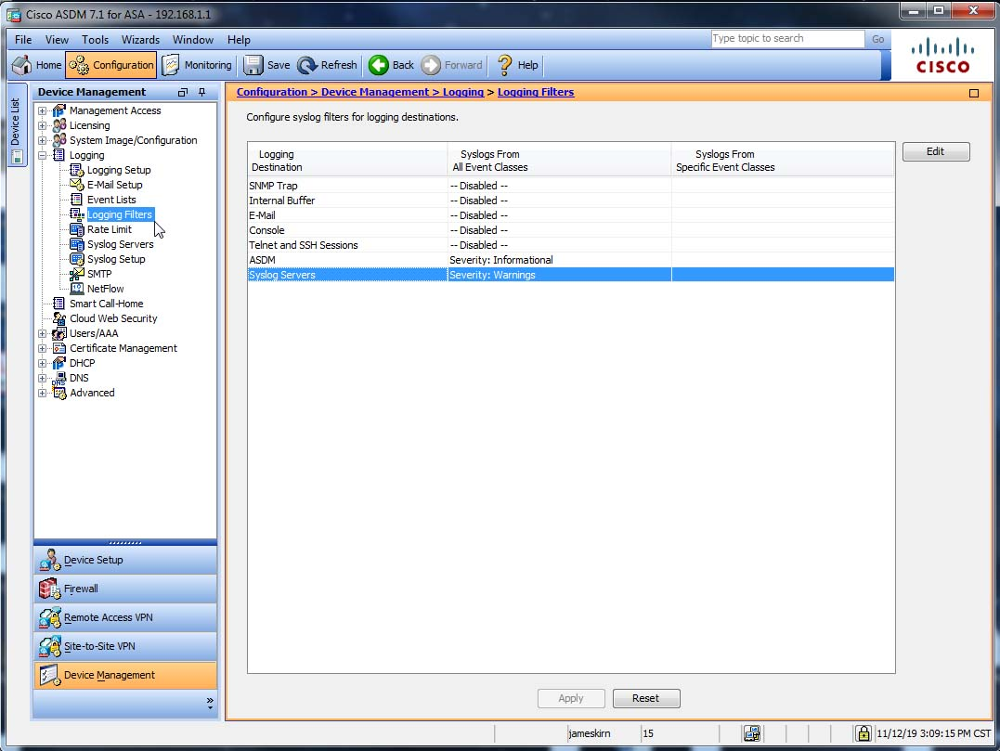 Cisco ASDM 7.1 for ASA - 192.168.1.1
File View Tools Wizards Window Help
Type topic to search Go
Home Configuration Monitoring Save Refresh Back Forward Help
CISCO
Device List
Device Management
Management Access
Licensing
System Image/Configuration
Logging
Logging Setup
E-Mail Setup
Event Lists
Logging Filters
Rate Limit
Syslog Servers
Syslog Setup
SMTP
NetFlow
Smart Call-Home
Cloud Web Security
Users/AAA
Certificate Management
DHCP
DNS
Advanced
Device Setup
Firewall
Remote Access VPN
Site-to-Site VPN
Device Management
Configuration > Device Management > Logging > Logging Filters
Configure syslog filters for logging destinations.
Logging Destination Syslogs From All Event Classes Syslogs From Specific Event Classes
SNMP Trap -- Disabled --
Internal Buffer -- Disabled --
E-Mail -- Disabled --
Console -- Disabled --
Telnet and SSH Sessions -- Disabled --
ASDM Severity: Informational
Syslog Servers Severity: Warnings
Edit
Apply Reset
jameskirn 15 11/12/19 3:09:15 PM CST